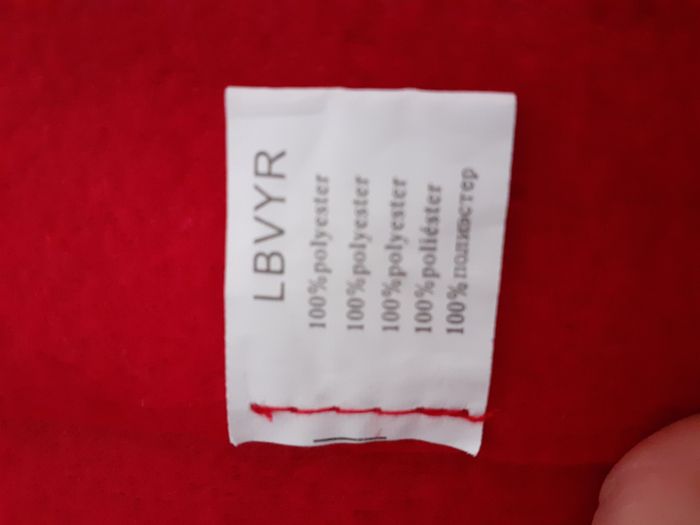 LBVYR
100%polyester
100%polyester
100%polyester
100%poliéster
100%полиэстер